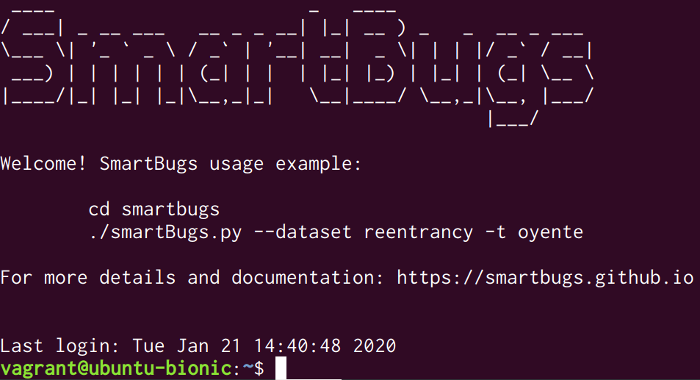 SmartBugs
Welcome! SmartBugs usage example:
cd smartbugs
./smartBugs.py --dataset reentrancy -t oyente
For more details and documentation: https://smartbugs.github.io
Last login: Tue Jan 21 14:40:48 2020
vagrant@ubuntu-bionic:~$